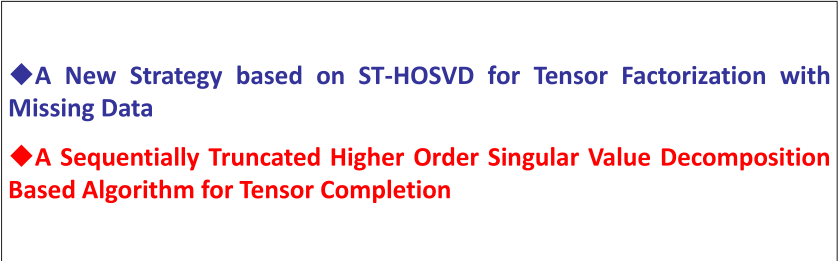 ◆A New Strategy based on ST-HOSVD for Tensor Factorization with
Missing Data
◆A Sequentially Truncated Higher Order Singular Value Decomposition
Based Algorithm for Tensor Completion